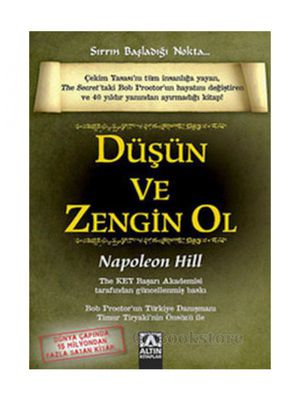 Sırrın Başladığı Nokta...
Çekim Yasası'nı tüm insanlığa yayan,
The Secret'taki Bob Proctor'un hayatını değiştiren
ve 40 yıldır yanından ayırmadığı kitap!
DÜŞÜN
VE
ZENGİN OL
Napoleon Hill
The KEY Başarı Akademisi
tarafından güncellenmiş baskı
Bob Proctor'un Türkiye Danışmanı
Timur Tiryaki'nin Önsözü ile
DÜNYA ÇAPINDA
15 MİLYONDAN
FAZLA SATAN KİTAP
ALTIN
KİTAPLAR
bookstore